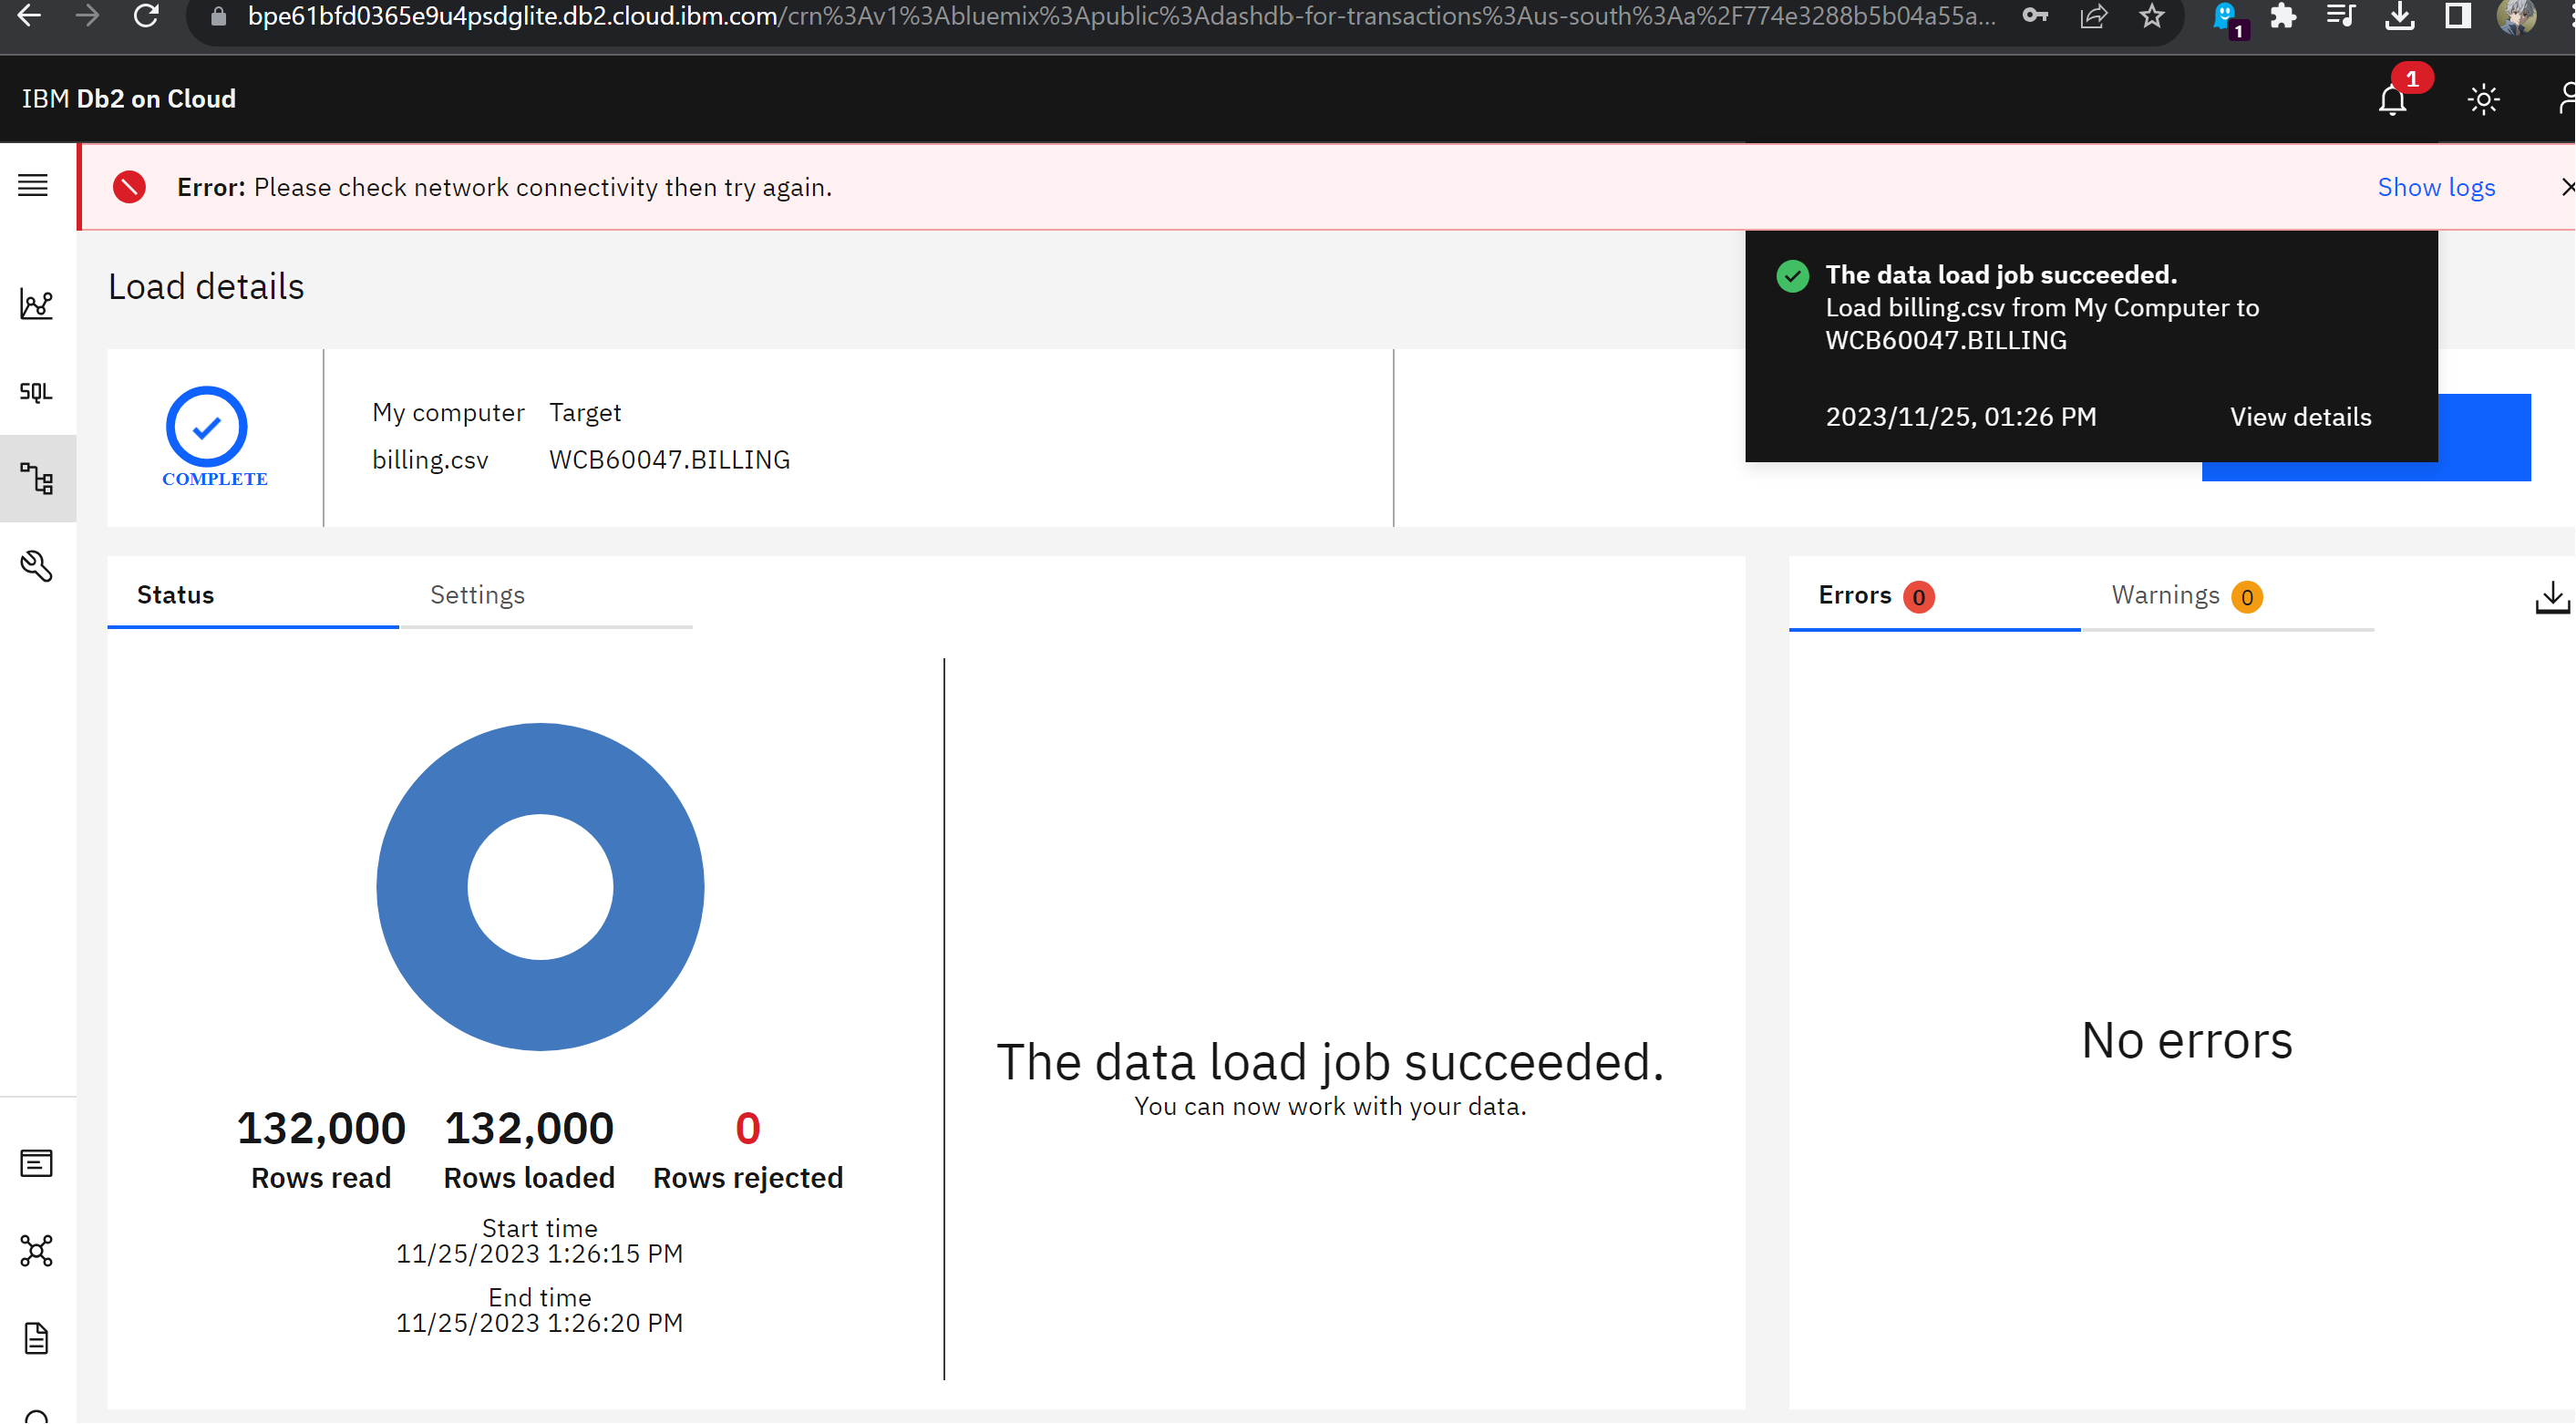 bpe61bfd0365e9u4psdglite.db2.cloud.ibm.com/crn%3Av1%3Abluemix%3Apublic%3Adashdb-for-transactions%3Aus-south%3Aa%2F774e3288b5b04a55a...
1
IBM Db2 on Cloud
1
Error: Please check network connectivity then try again.
Show logs
Load details
The data load job succeeded.
Load billing.csv from My Computer to
WCB60047.BILLING
2023/11/25, 01:26 PM
View details
SQL
COMPLETE
My computer Target
billing.csv WCB60047.BILLING
Status
Settings
Errors 0
Warnings 0
132,000 132,000 0
Rows read Rows loaded Rows rejected
Start time
11/25/2023 1:26:15 PM
End time
11/25/2023 1:26:20 PM
The data load job succeeded.
You can now work with your data.
No errors